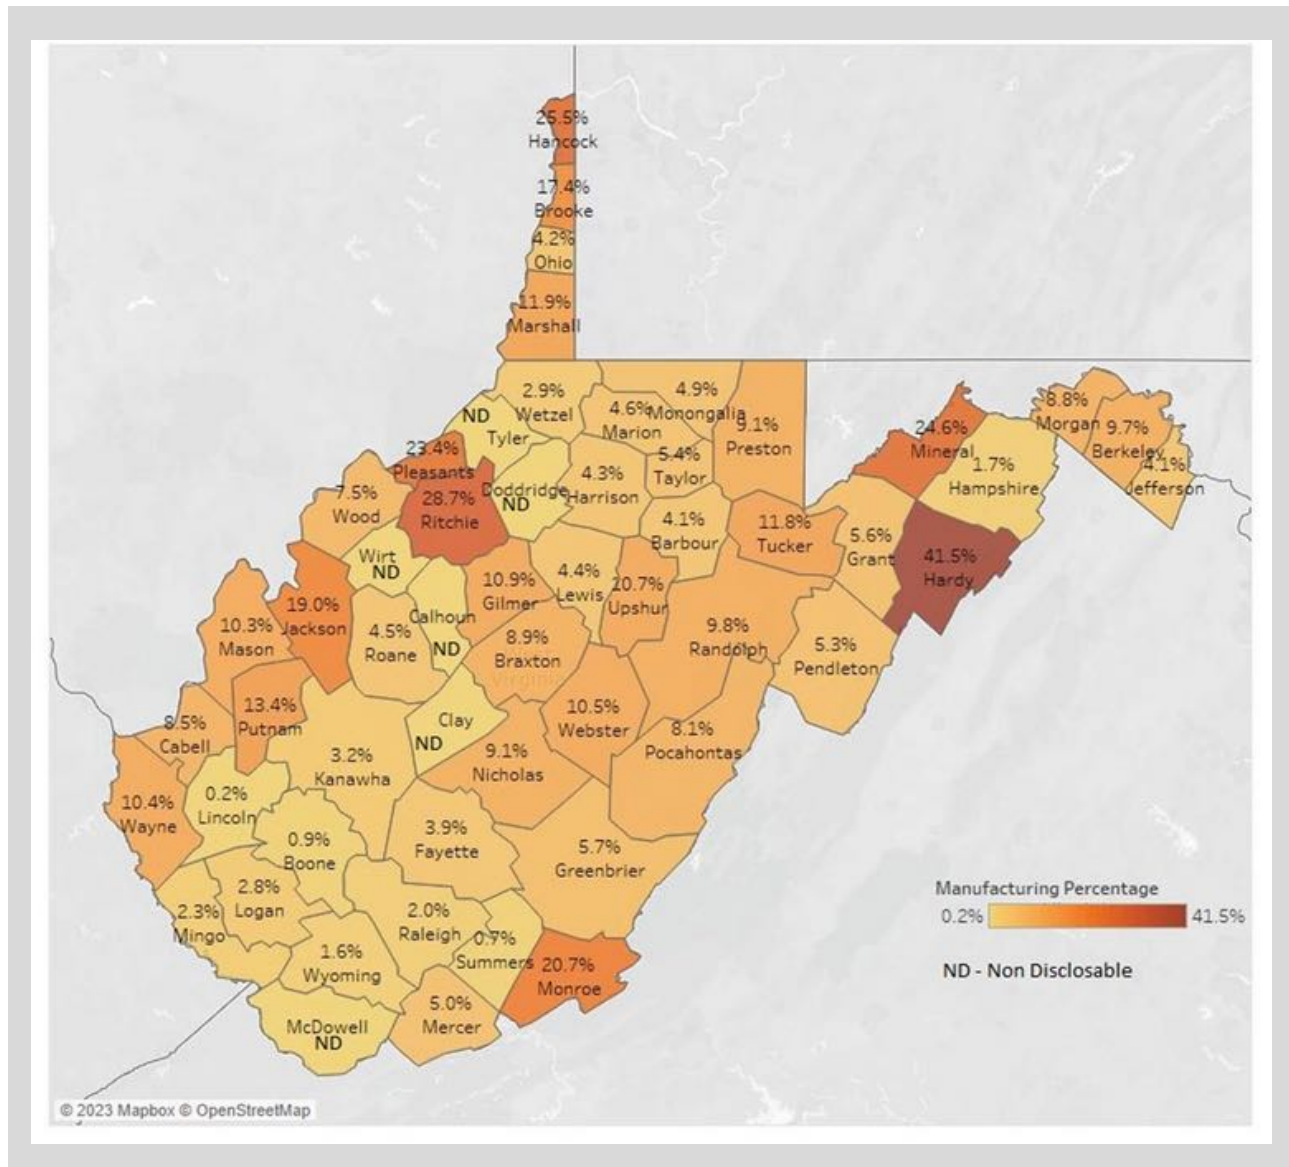 25.5%
Hancock
17.4%
Brooke
4.2%
Ohio
11.9%
Marshall
2.9%
Wetzel
4.9%
Monongalia
4.6%
Marion
9.1%
Preston
ND
Tyler
23.4%
Pleasants
28.7%
Ritchie
Doddridge
ND
4.3%
Harrison
5.4%
Taylor
24.6%
Mineral
1.7%
Hampshire
8.8%
Morgan
9.7%
Berkeley
4.1%
Jefferson
7.5%
Wood
4.1%
Barbour
11.8%
Tucker
5.6%
Grant
41.5%
Hardy
Wirt
ND
10.9%
Gilmer
4.4%
Lewis
10.7%
Upshur
19.0%
Jackson
10.3%
Mason
4.5%
Roane
Calhoun
ND
8.9%
Braxton
Virginia
9.8%
Randolph
5.3%
Pendleton
8.5%
Cabell
13.4%
Putnam
Clay
ND
10.5%
Webster
8.1%
Pocahontas
3.2%
Kanawha
9.1%
Nicholas
10.4%
Wayne
0.2%
Lincoln
0.9%
Boone
3.9%
Fayette
5.7%
Greenbrier
2.8%
Logan
2.3%
Mingo
2.0%
Raleigh
0.7%
Summers
1.6%
Wyoming
20.7%
Monroe
McDowell
ND
5.0%
Mercer
Manufacturing Percentage
0.2% 41.5%
ND - Non Disclosable
© 2023 Mapbox © OpenStreetMap